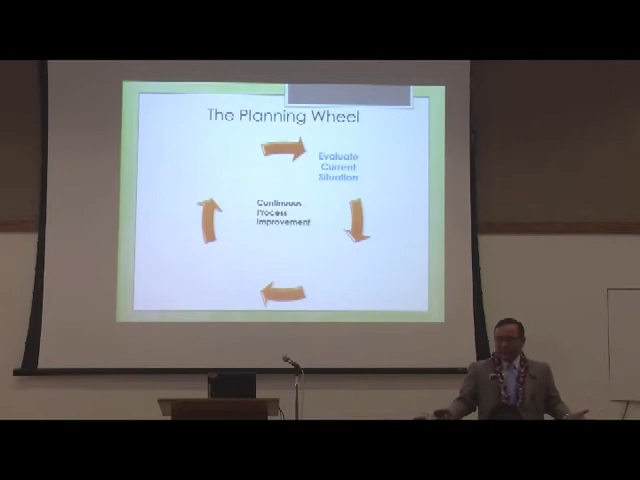 The Planning Wheel
Evaluate
Current
Situation
Continuous
Process
Improvement